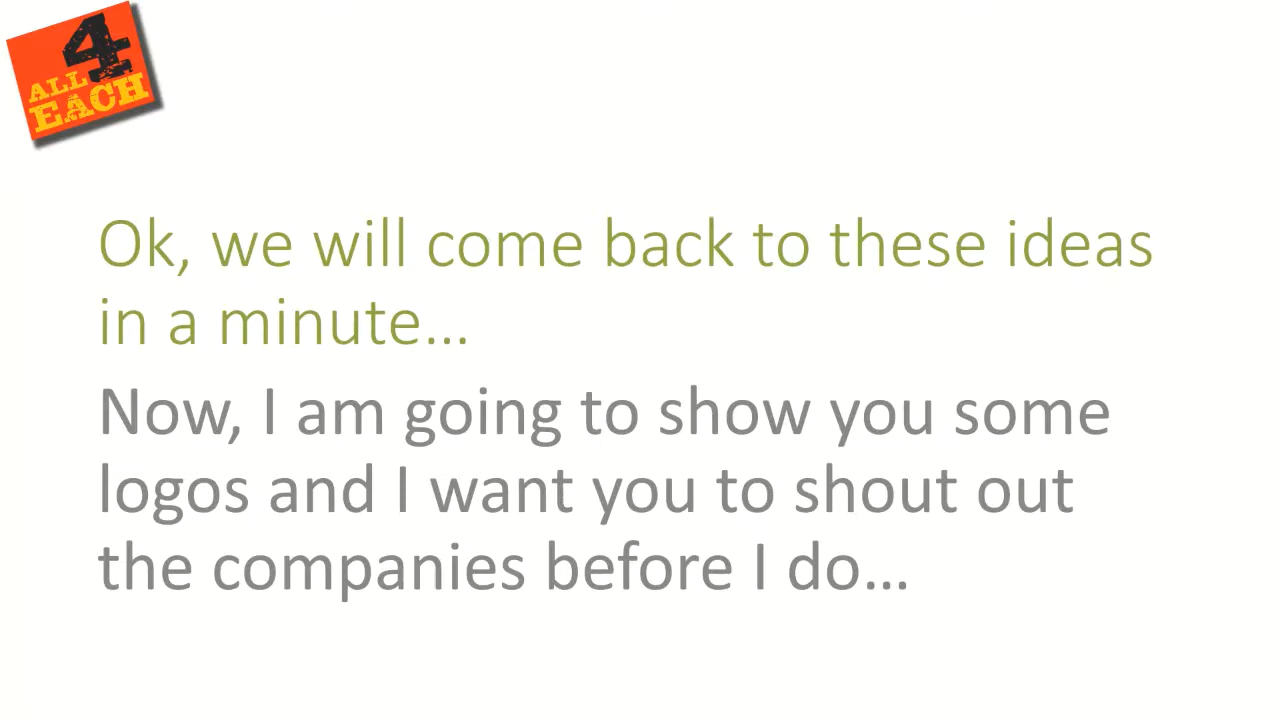 4
ALL
EACH
Ok, we will come back to these ideas
in a minute...
Now, I am going to show you some
logos and I want you to shout out
the companies before I do...